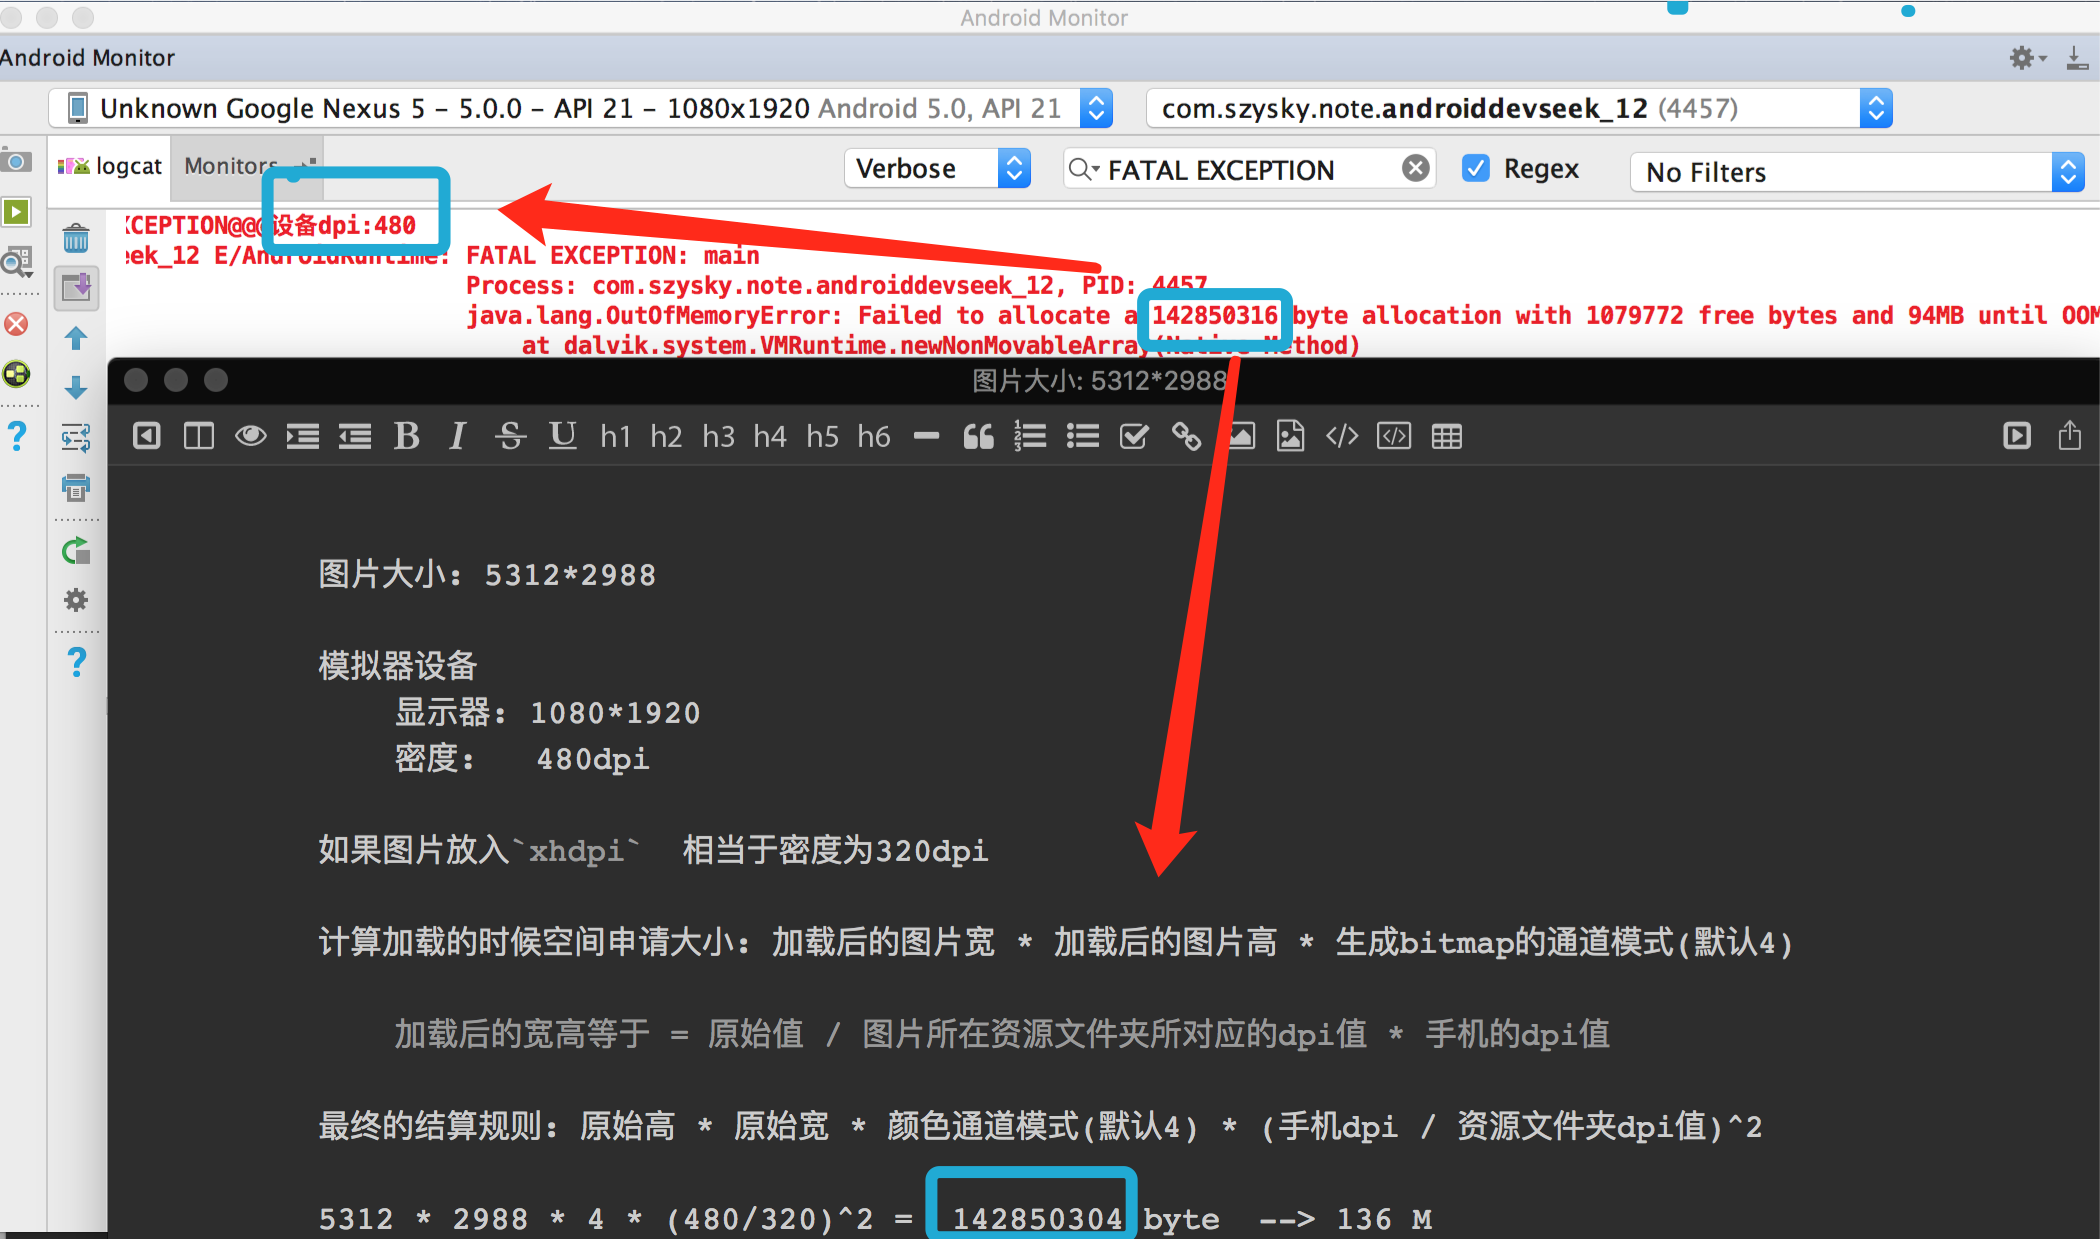 Android Monitor
Android Monitor
Unknown Google Nexus 5 – 5.0.0 – API 21 – 1080x1920 Android 5.0, API 21
com.szysky.note.androiddevseek_12 (4457)
logcat
Monitors
Verbose
FATAL EXCEPTION
Regex
No Filters
XCEPTION@@@设备dpi:480
eek_12 E/AndroidRuntime: FATAL EXCEPTION: main
Process: com.szysky.note.androiddevseek_12, PID: 4457
java.lang.OutOfMemoryError: Failed to allocate a 142850316 byte allocation with 1079772 free bytes and 94MB until OOM
at dalvik.system.VMRuntime.newNonMovableArray(Native Method)
图片大小: 5312*2988
B I S U h1 h2 h3 h4 h5 h6
图片大小: 5312*2988
模拟器设备
显示器: 1080*1920
密度: 480dpi
如果图片放入`xhdpi` 相当于密度为320dpi
计算加载的时候空间申请大小: 加载后的图片宽 * 加载后的图片高 * 生成bitmap的通道模式(默认4)
加载后的宽高等于 = 原始值 / 图片所在资源文件夹所对应的dpi值 * 手机的dpi值
最终的结算规则: 原始高 * 原始宽 * 颜色通道模式(默认4) * (手机dpi / 资源文件夹dpi值)^2
5312 * 2988 * 4 * (480/320)^2 = 142850304 byte --> 136 M